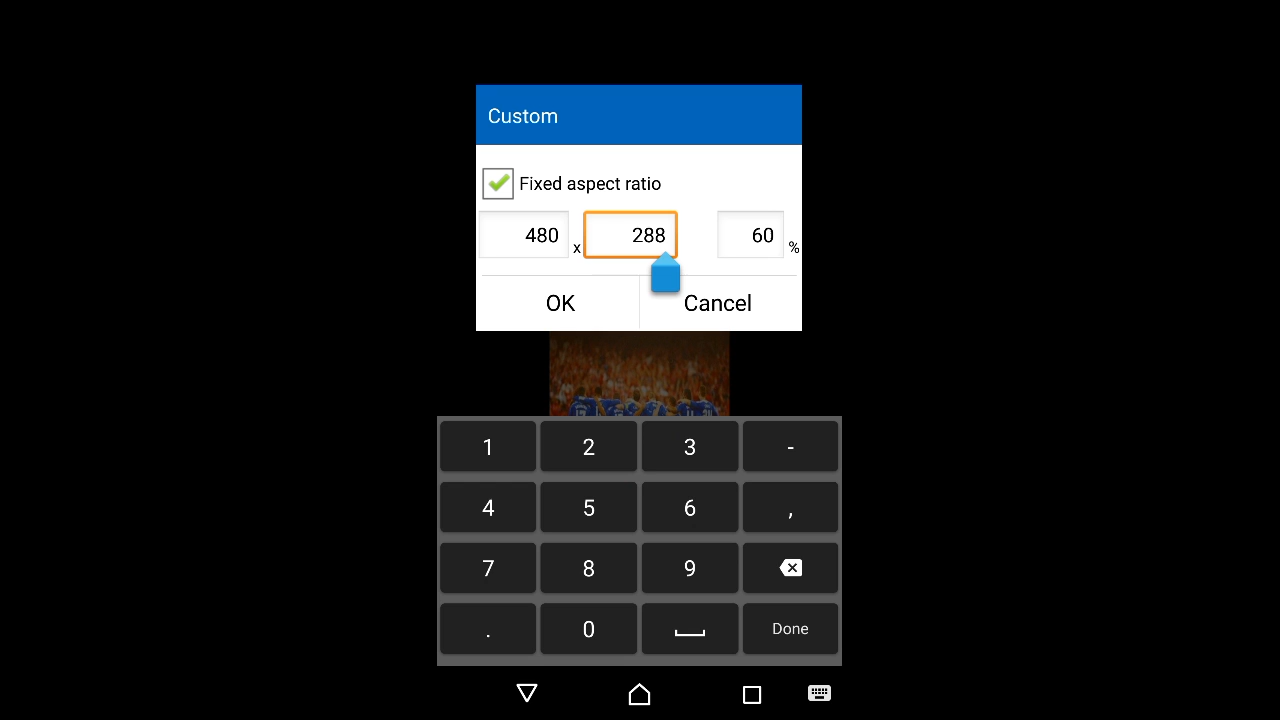 Custom
Fixed aspect ratio
480 x 288 60 %
OK Cancel
1 2 3 -
4 5 6 ,
7 8 9
. 0 Done